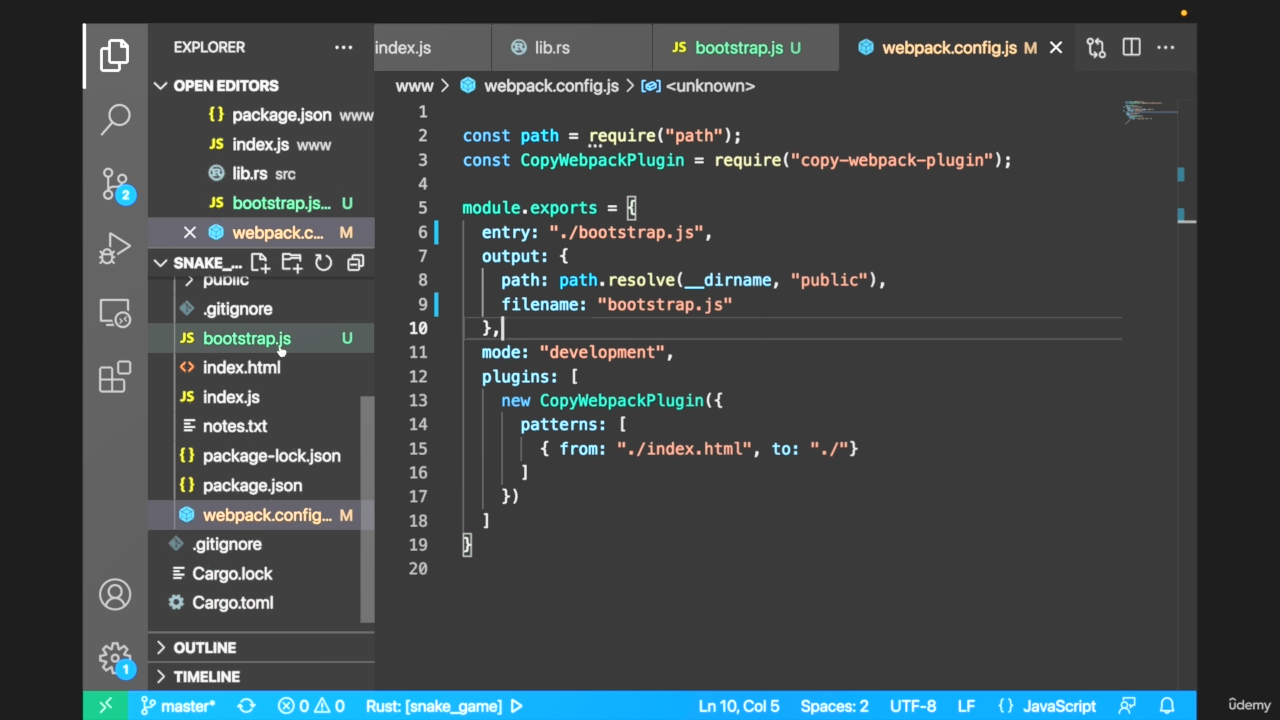 EXPLORER
OPEN EDITORS
{} package.json www
JS index.js www
lib.rs src
JS bootstrap.js... U
webpack.c... M
SNAKE_...
public
.gitignore
JS bootstrap.js U
<> index.html
JS index.js
notes.txt
{} package-lock.json
{} package.json
webpack.config... M
.gitignore
Cargo.lock
Cargo.toml
OUTLINE
TIMELINE
2
1
index.js
lib.rs
JS bootstrap.js U
webpack.config.js M
www > webpack.config.js > <unknown>
1
2 const path = require("path");
3 const CopyWebpackPlugin = require("copy-webpack-plugin");
4
5 module.exports = {
6 entry: "./bootstrap.js",
7 output: {
8 path: path.resolve(__dirname, "public"),
9 filename: "bootstrap.js"
10 },
11 mode: "development",
12 plugins: [
13 new CopyWebpackPlugin({
14 patterns: [
15 { from: "./index.html", to: "./"}
16 ]
17 })
18 ]
19 }
20
master* 0 0 Rust: [snake_game] Ln 10, Col 5 Spaces: 2 UTF-8 LF {} JavaScript
ûdemy